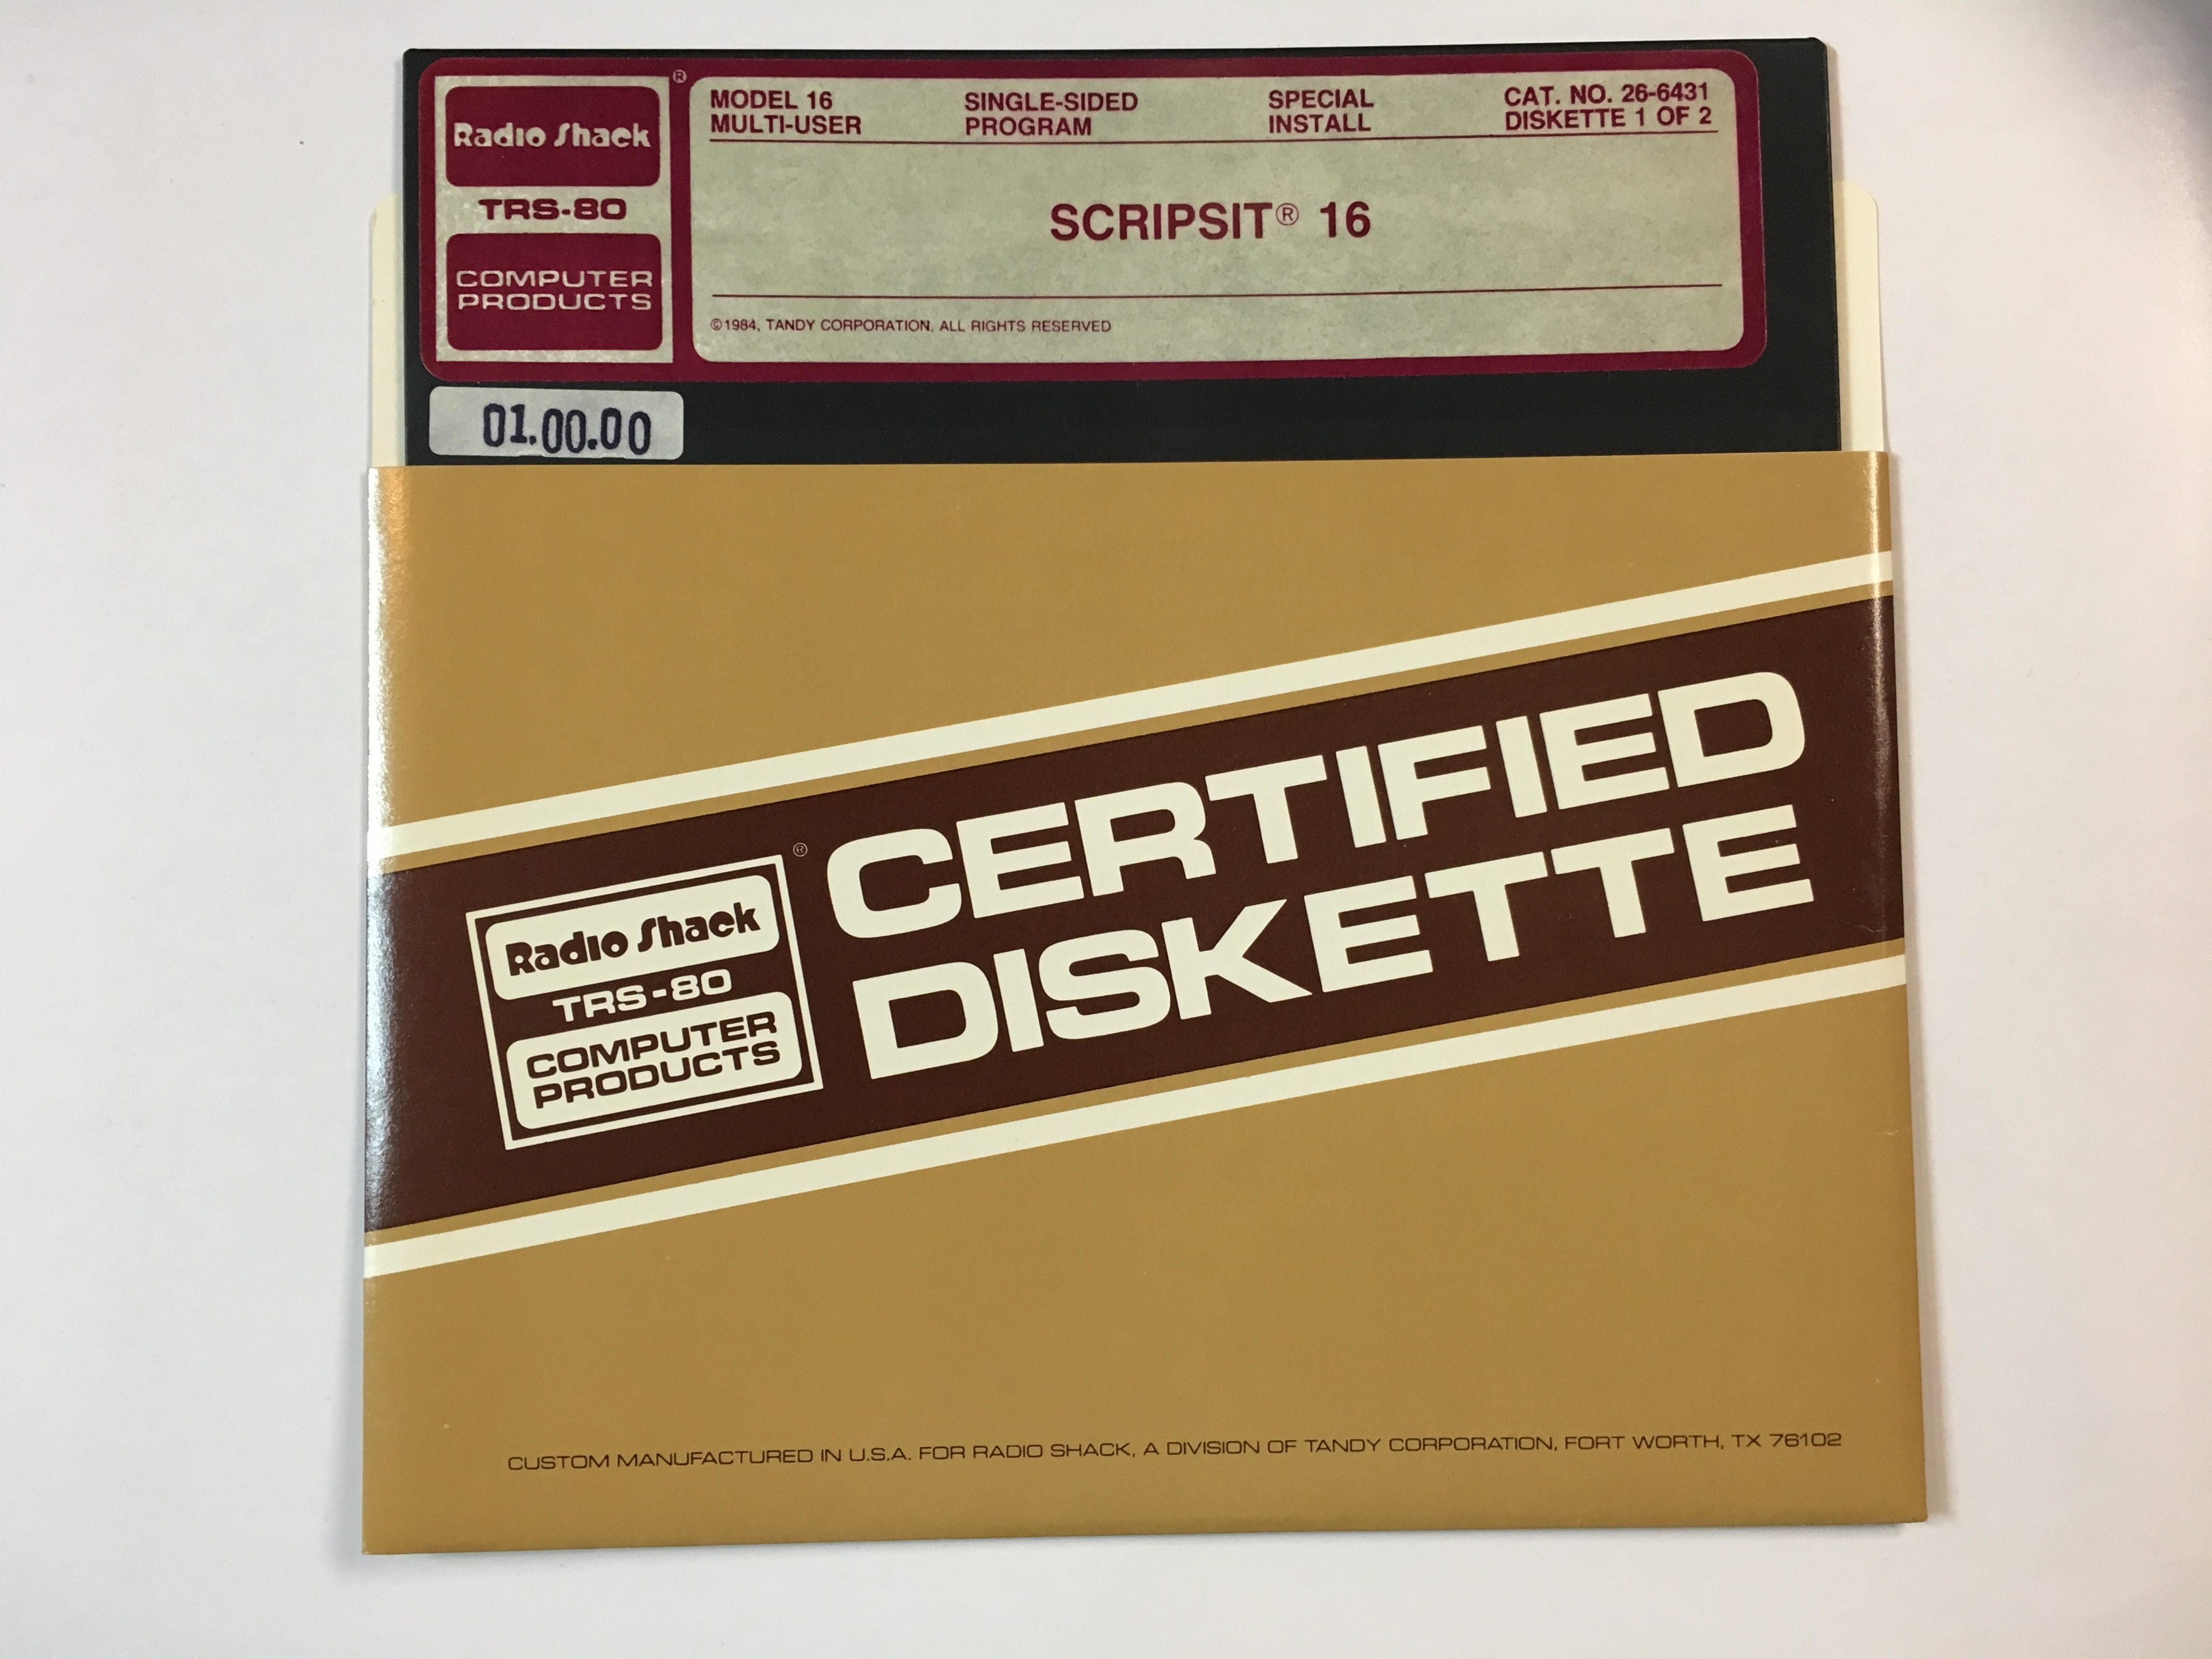 Radio Shack
®
TRS-80
COMPUTER
PRODUCTS
MODEL 16
MULTI-USER
SINGLE-SIDED
PROGRAM
SPECIAL
INSTALL
CAT. NO. 26-6431
DISKETTE 1 OF 2
SCRIPSIT® 16
©1984, TANDY CORPORATION. ALL RIGHTS RESERVED
01.00.00
Radio Shack
®
TRS-80
COMPUTER
PRODUCTS
CERTIFIED
DISKETTE
CUSTOM MANUFACTURED IN U.S.A. FOR RADIO SHACK, A DIVISION OF TANDY CORPORATION, FORT WORTH, TX 76102